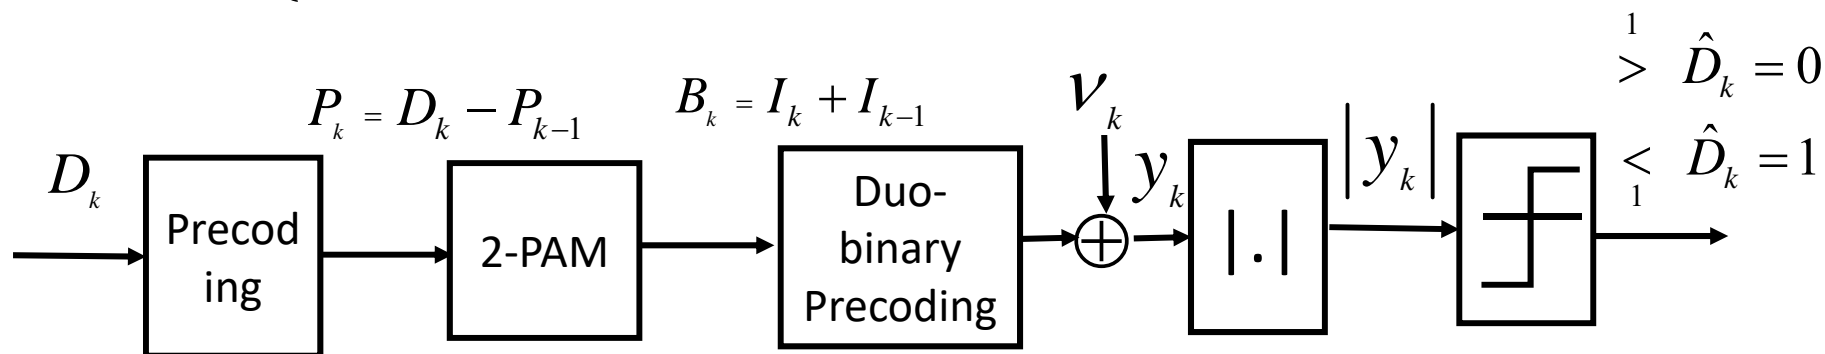 D_k
Precod
ing
P_k = D_k − P_{k−1}
2-PAM
B_k = I_k + I_{k−1}
Duo-
binary
Precoding
ν_k
y_k
|.|
|y_k|
1
> D̂_k = 0
< D̂_k = 1
1